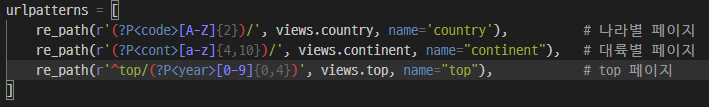 urlpatterns = [
    re_path(r'(?P<code>[A-Z]{2})/', views.country, name='country'),          # 나라별 페이지
    re_path(r'(?P<cont>[a-z]{4,10})/', views.continent, name="continent"),   # 대륙별 페이지
    re_path(r'^top/(?P<year>[0-9]{0,4})', views.top, name="top"),            # top 페이지
]